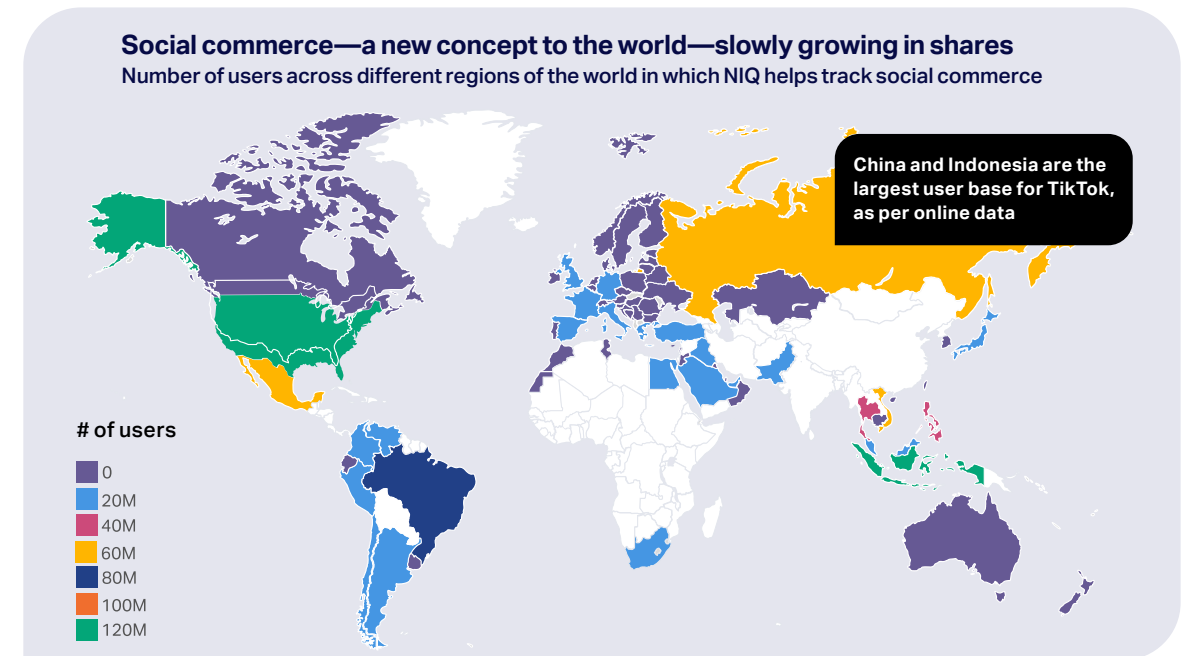 Social commerce—a new concept to the world—slowly growing in shares
Number of users across different regions of the world in which NIQ helps track social commerce
China and Indonesia are the
largest user base for TikTok,
as per online data
# of users
0
20M
40M
60M
80M
100M
120M